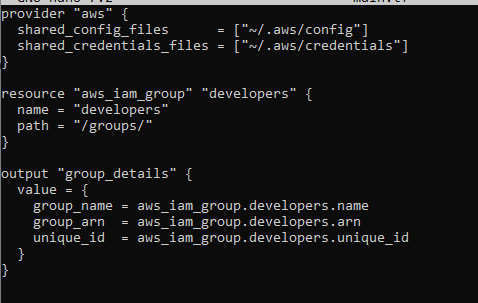 GNU nano 7.2 main.tf
provider "aws" {
  shared_config_files      = ["~/.aws/config"]
  shared_credentials_files = ["~/.aws/credentials"]
}

resource "aws_iam_group" "developers" {
  name = "developers"
  path = "/groups/"
}

output "group_details" {
  value = {
    group_name = aws_iam_group.developers.name
    group_arn  = aws_iam_group.developers.arn
    unique_id  = aws_iam_group.developers.unique_id
  }
}